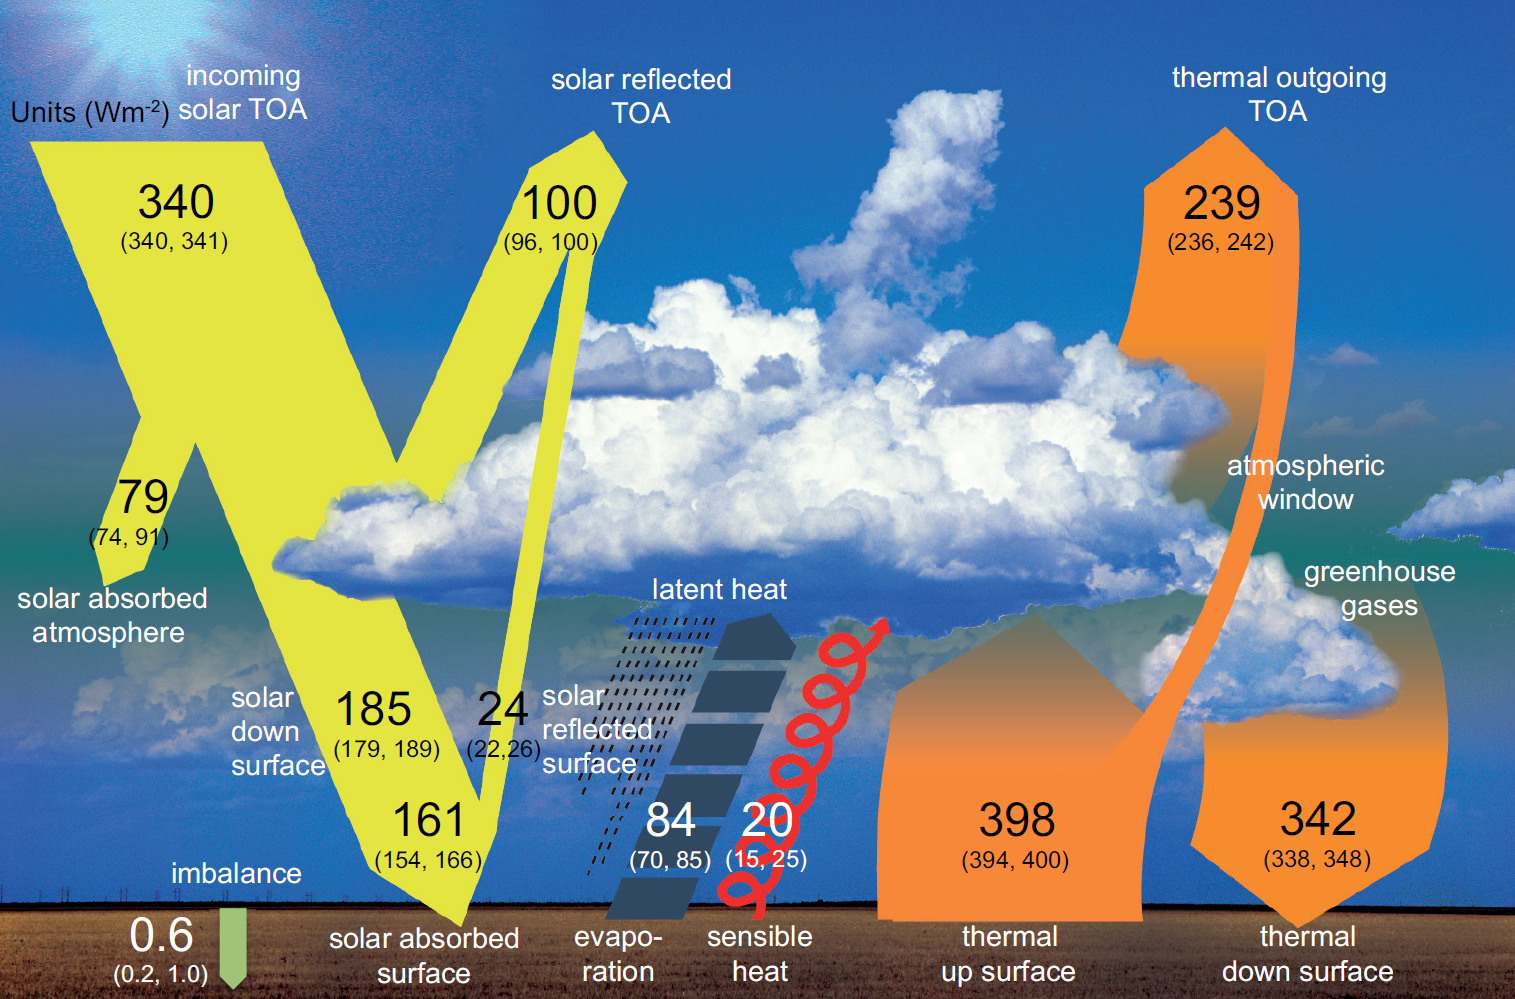 incoming
solar TOA
Units (Wm-2)
340
(340, 341)
solar reflected
TOA
100
(96, 100)
thermal outgoing
TOA
239
(236, 242)
79
(74, 91)
solar absorbed
atmosphere
atmospheric
window
greenhouse
gases
latent heat
solar
down
surface
185
(179, 189)
24
(22,26)
solar
reflected
surface
161
(154, 166)
84
(70, 85)
20
(15, 25)
398
(394, 400)
342
(338, 348)
imbalance
0.6
(0.2, 1.0)
solar absorbed
surface
evapo-
ration
sensible
heat
thermal
up surface
thermal
down surface